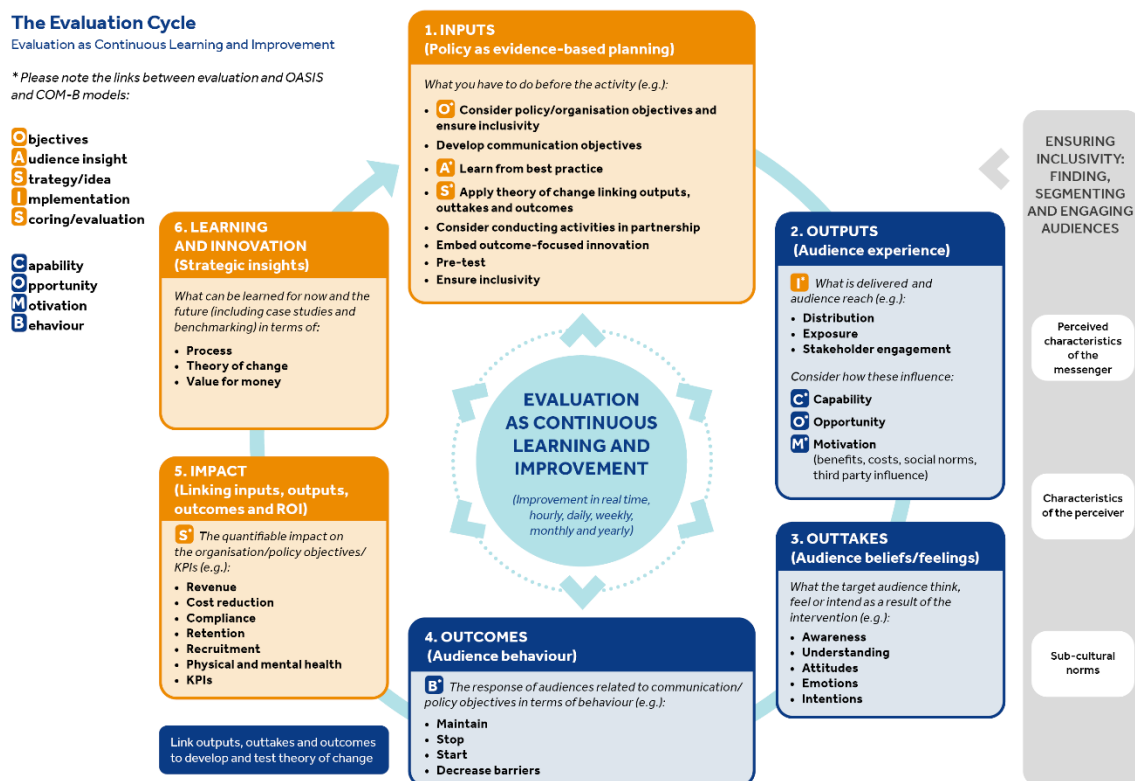 The Evaluation Cycle
Evaluation as Continuous Learning and Improvement
* Please note the links between evaluation and OASIS
and COM-B models:
Objectives
Audience insight
Strategy/idea
Implementation
Scoring/evaluation
Capability
Opportunity
Motivation
Behaviour
1. INPUTS
(Policy as evidence-based planning)
What you have to do before the activity (e.g.):
• O* Consider policy/organisation objectives and
ensure inclusivity
• Develop communication objectives
• A* Learn from best practice
• S* Apply theory of change linking outputs,
outtakes and outcomes
• Consider conducting activities in partnership
• Embed outcome-focused innovation
• Pre-test
• Ensure inclusivity
2. OUTPUTS
(Audience experience)
I* What is delivered and
audience reach (e.g.):
• Distribution
• Exposure
• Stakeholder engagement
Consider how these influence:
C* Capability
O* Opportunity
M* Motivation
(benefits, costs, social norms,
third party influence)
3. OUTTAKES
(Audience beliefs/feelings)
What the target audience think,
feel or intend as a result of the
intervention (e.g.):
• Awareness
• Understanding
• Attitudes
• Emotions
• Intentions
4. OUTCOMES
(Audience behaviour)
B* The response of audiences related to communication/
policy objectives in terms of behaviour (e.g.):
• Maintain
• Stop
• Start
• Decrease barriers
5. IMPACT
(Linking inputs, outputs,
outcomes and ROI)
S* The quantifiable impact on
the organisation/policy objectives/
KPIs (e.g.):
• Revenue
• Cost reduction
• Compliance
• Retention
• Recruitment
• Physical and mental health
• KPIs
Link outputs, outtakes and outcomes
to develop and test theory of change
6. LEARNING
AND INNOVATION
(Strategic insights)
What can be learned for now and the
future (including case studies and
benchmarking) in terms of:
• Process
• Theory of change
• Value for money
EVALUATION
AS CONTINUOUS
LEARNING AND
IMPROVEMENT
(Improvement in real time,
hourly, daily, weekly,
monthly and yearly)
ENSURING
INCLUSIVITY:
FINDING,
SEGMENTING
AND ENGAGING
AUDIENCES
Perceived
characteristics
of the
messenger
Characteristics
of the perceiver
Sub-cultural
norms